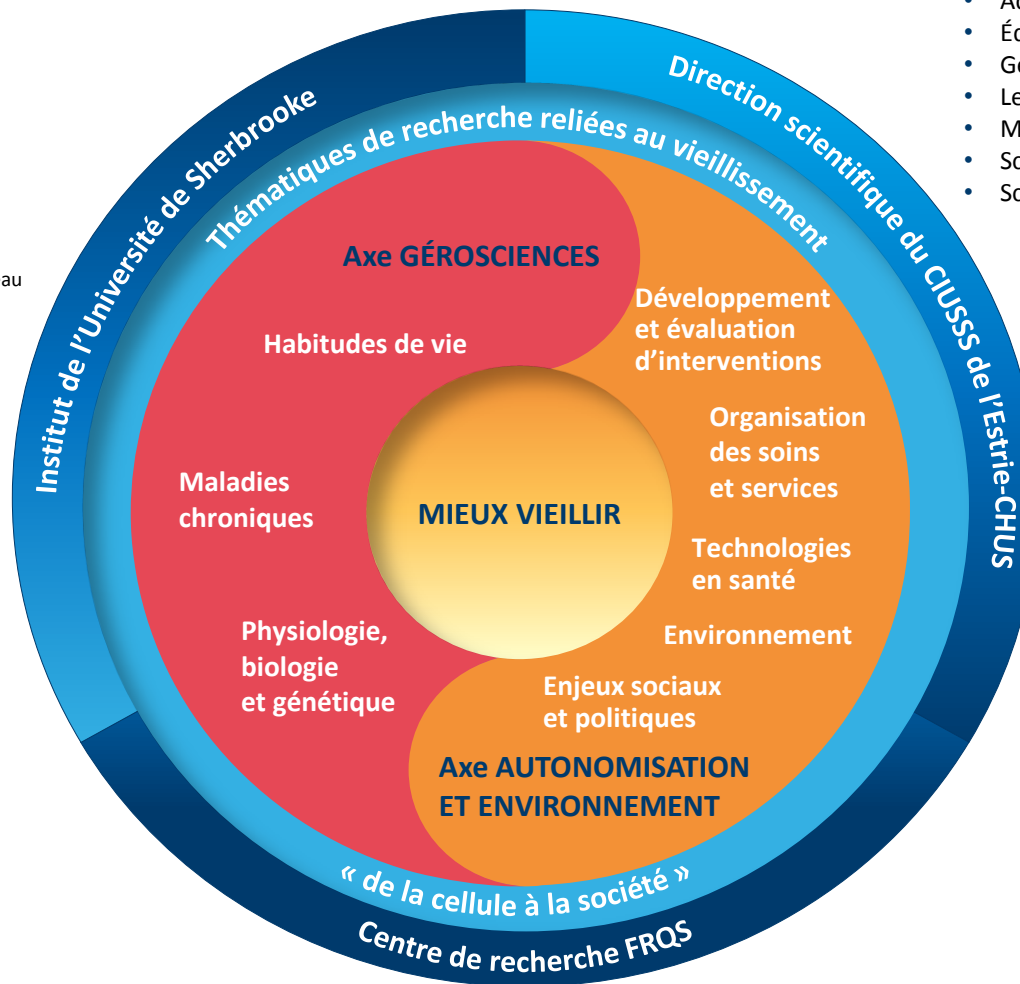 Institut de l'Université de Sherbrooke
Direction scientifique du CIUSSS de l'Estrie-CHUS
Thématiques de recherche reliées au vieillissement
Axe GÉROSCIENCES
Habitudes de vie
Maladies
chroniques
Physiologie,
biologie
et génétique
MIEUX VIEILLIR
Développement
et évaluation
d'interventions
Organisation
des soins
et services
Technologies
en santé
Environnement
Enjeux sociaux
et politiques
Axe AUTONOMISATION
ET ENVIRONNEMENT
« de la cellule à la société »
Centre de recherche FRQS